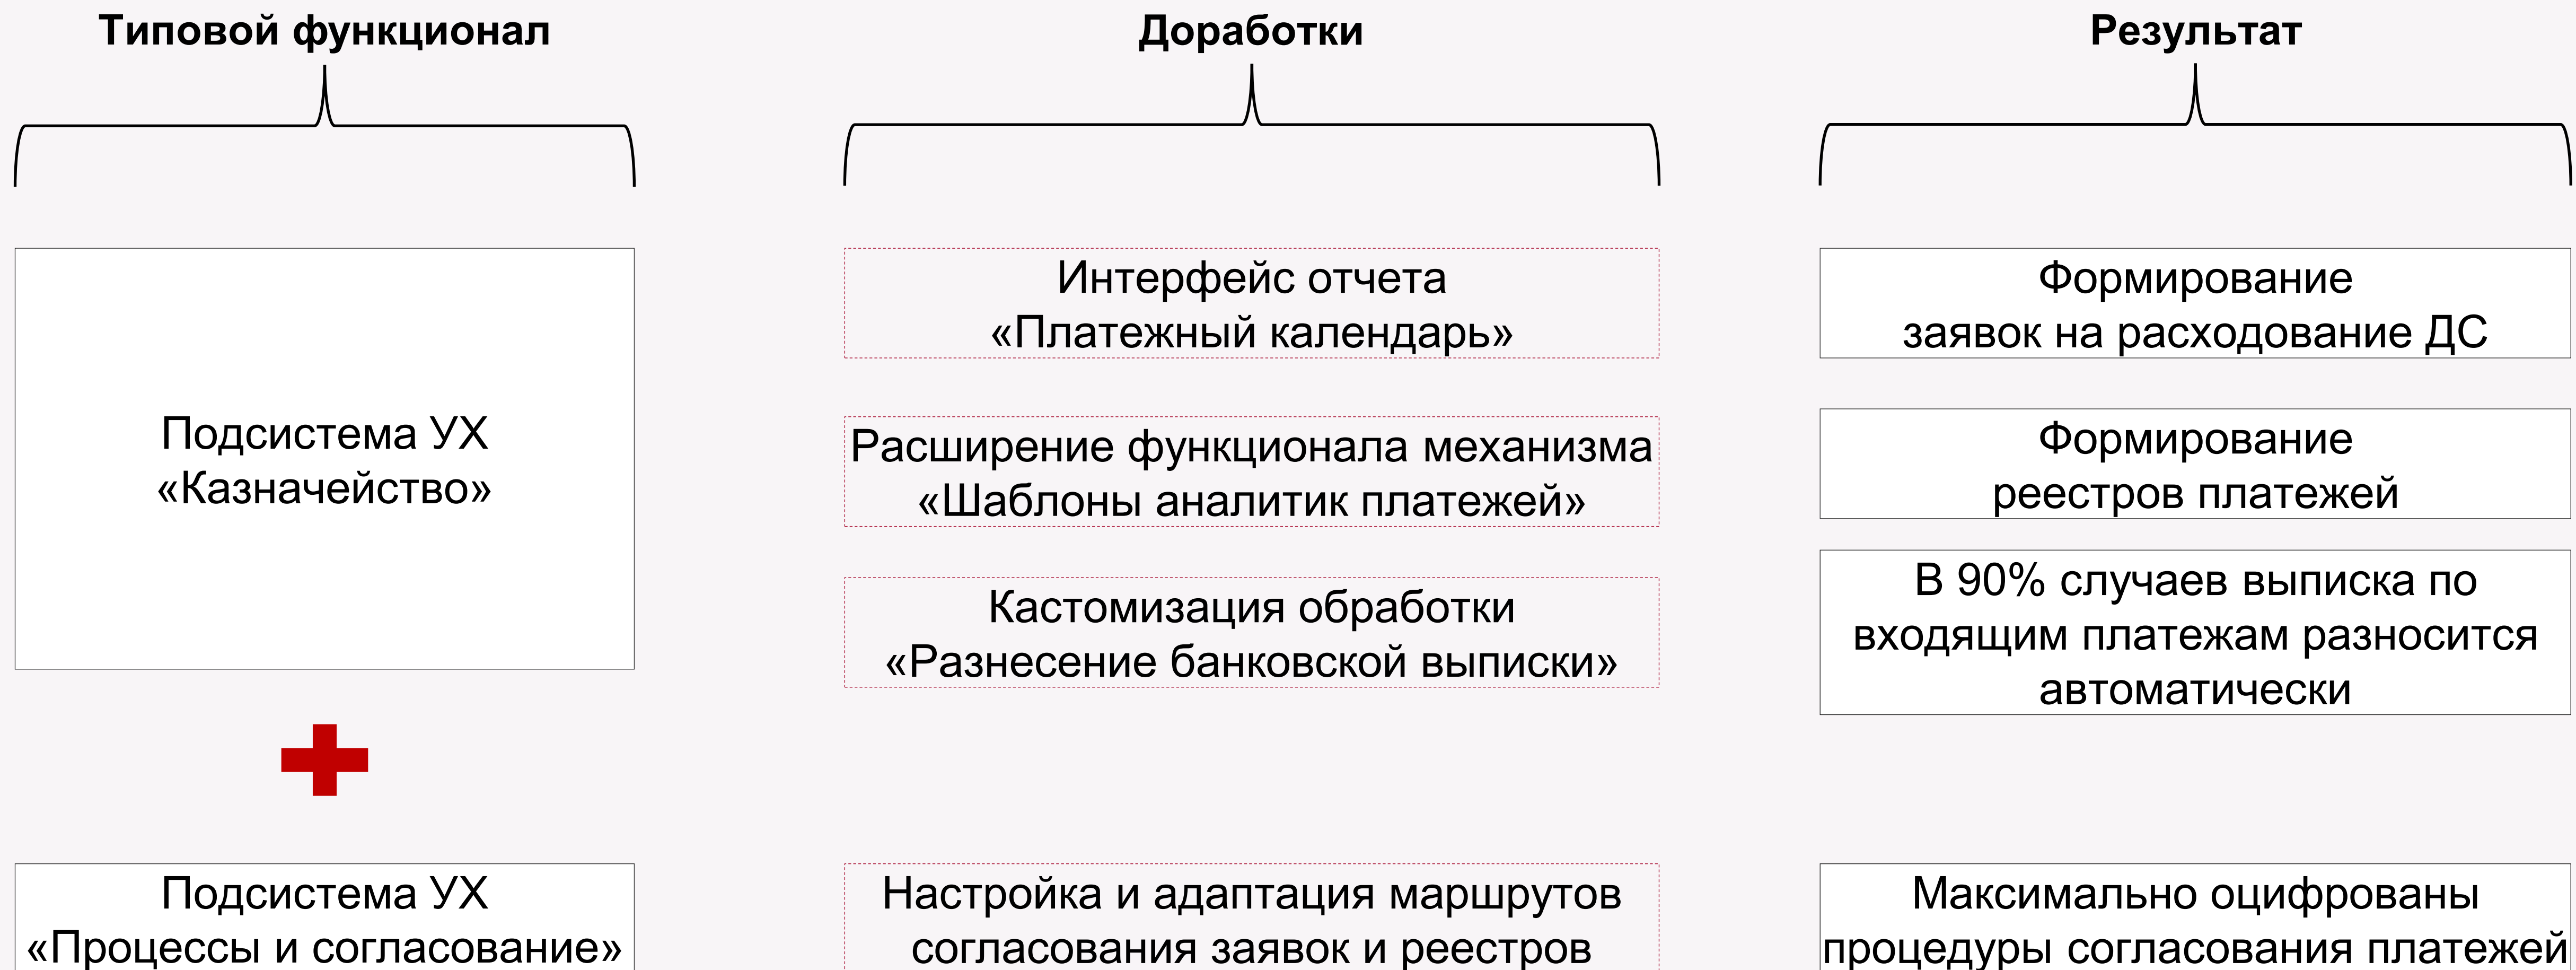 Типовой функционал
Доработки
Результат
Подсистема УХ
«Казначейство»
Интерфейс отчета
«Платежный календарь»
Формирование
заявок на расходование ДС
Расширение функционала механизма
«Шаблоны аналитик платежей»
Формирование
реестров платежей
Кастомизация обработки
«Разнесение банковской выписки»
В 90% случаев выписка по
входящим платежам разносится
автоматически
Подсистема УХ
«Процессы и согласование»
Настройка и адаптация маршрутов
согласования заявок и реестров
Максимально оцифрованы
процедуры согласования платежей